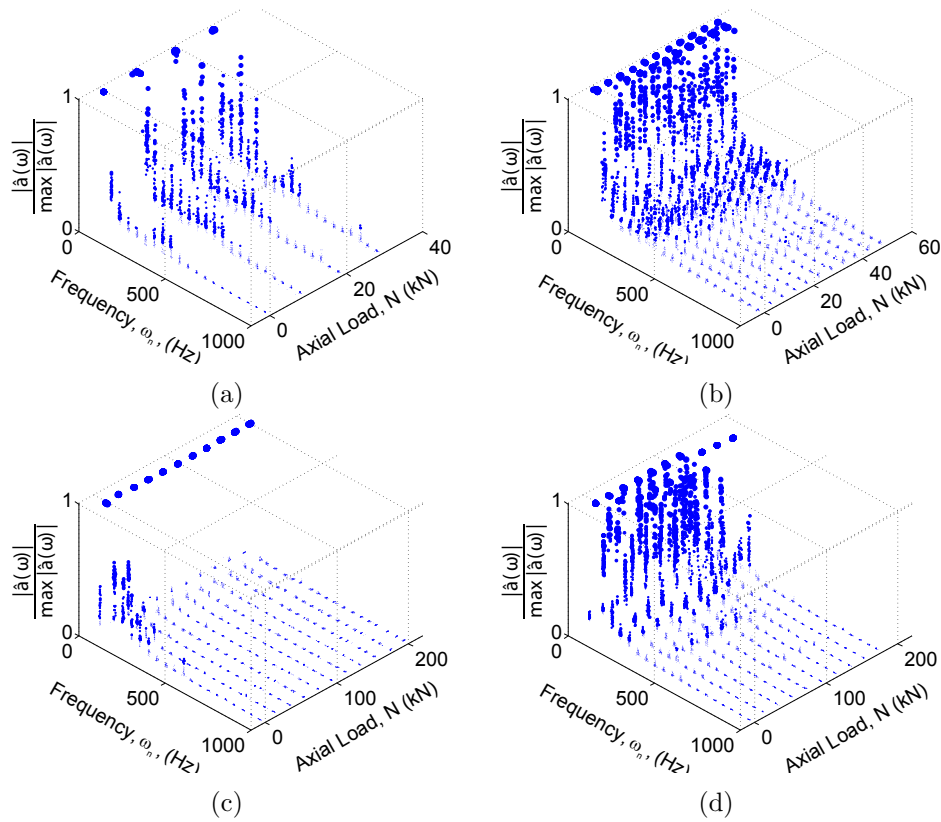 1
|â(ω)|
max |â(ω)|
0
0
500
1000
Frequency, ωn, (Hz)
0
20
40
Axial Load, N (kN)
(a)
1
|â(ω)|
max |â(ω)|
0
0
500
1000
Frequency, ωn, (Hz)
0
20
40
60
Axial Load, N (kN)
(b)
1
|â(ω)|
max |â(ω)|
0
0
500
1000
Frequency, ωn, (Hz)
0
100
200
Axial Load, N (kN)
(c)
1
|â(ω)|
max |â(ω)|
0
0
500
1000
Frequency, ωn, (Hz)
0
100
200
Axial Load, N (kN)
(d)